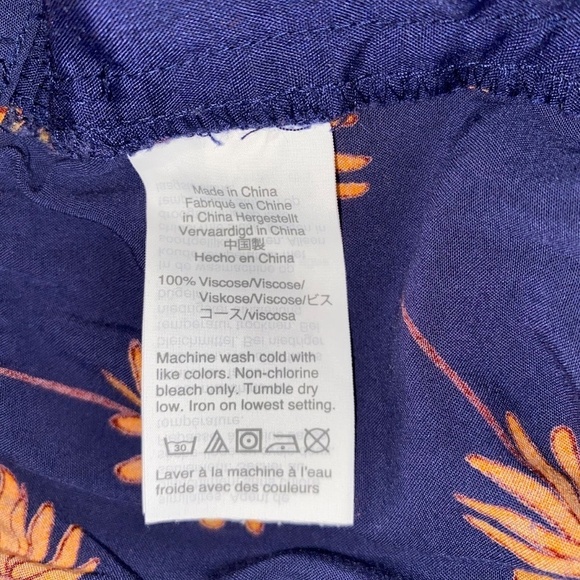 Made in China
Fabriqué en Chine
in China Hergestellt
Vervaardigd in China
中国製
Hecho en China
100% Viscose/Viscose/
Viskose/Viscose/ビス
コース/viscosa
Machine wash cold with
like colors. Non-chlorine
bleach only. Tumble dry
low. Iron on lowest setting.
30
Laver à la machine à l'eau
froide avec des couleurs